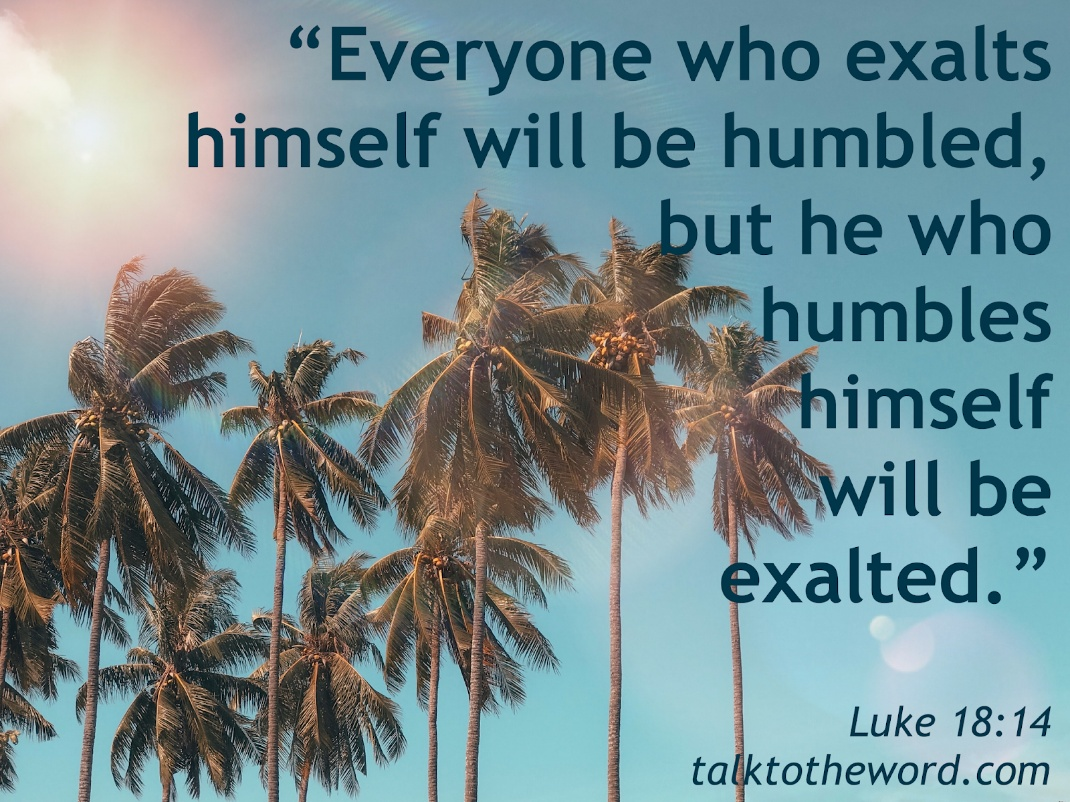 “Everyone who exalts
himself will be humbled,
but he who
humbles
himself
will be
exalted.”
Luke 18:14
talktotheword.com